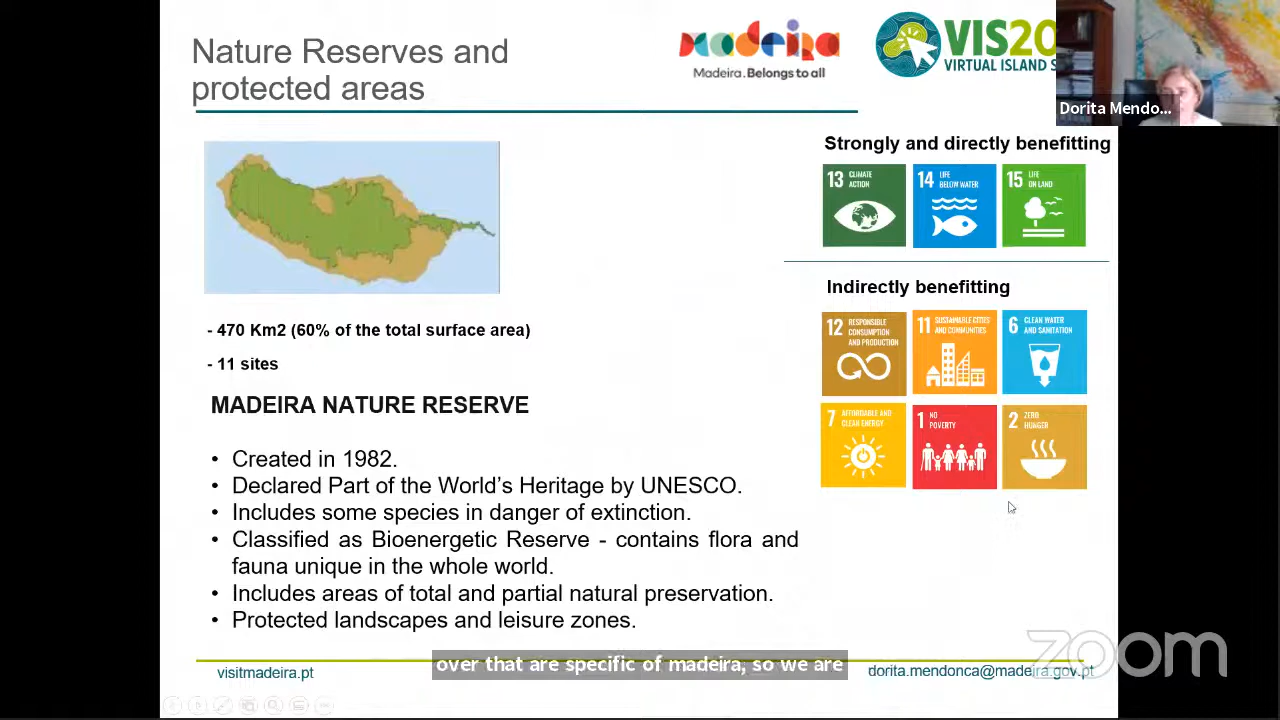 Nature Reserves and
protected areas
madeira
Madeira. Belongs to all
VIS20
VIRTUAL ISLAND S
Dorita Mendo...
Strongly and directly benefitting
13 CLIMATE
ACTION
14 LIFE
BELOW WATER
15 LIFE
ON LAND
Indirectly benefitting
12 RESPONSIBLE
CONSUMPTION
AND PRODUCTION
11 SUSTAINABLE CITIES
AND COMMUNITIES
6 CLEAN WATER
AND SANITATION
7 AFFORDABLE AND
CLEAN ENERGY
1 NO
POVERTY
2 ZERO
HUNGER
- 470 Km2 (60% of the total surface area)
- 11 sites
MADEIRA NATURE RESERVE
• Created in 1982.
• Declared Part of the World's Heritage by UNESCO.
• Includes some species in danger of extinction.
• Classified as Bioenergetic Reserve - contains flora and
fauna unique in the whole world.
• Includes areas of total and partial natural preservation.
• Protected landscapes and leisure zones.
over that are specific of madeira, so we are
visitmadeira.pt
dorita.mendonca@madeira.gov.pt
zoom